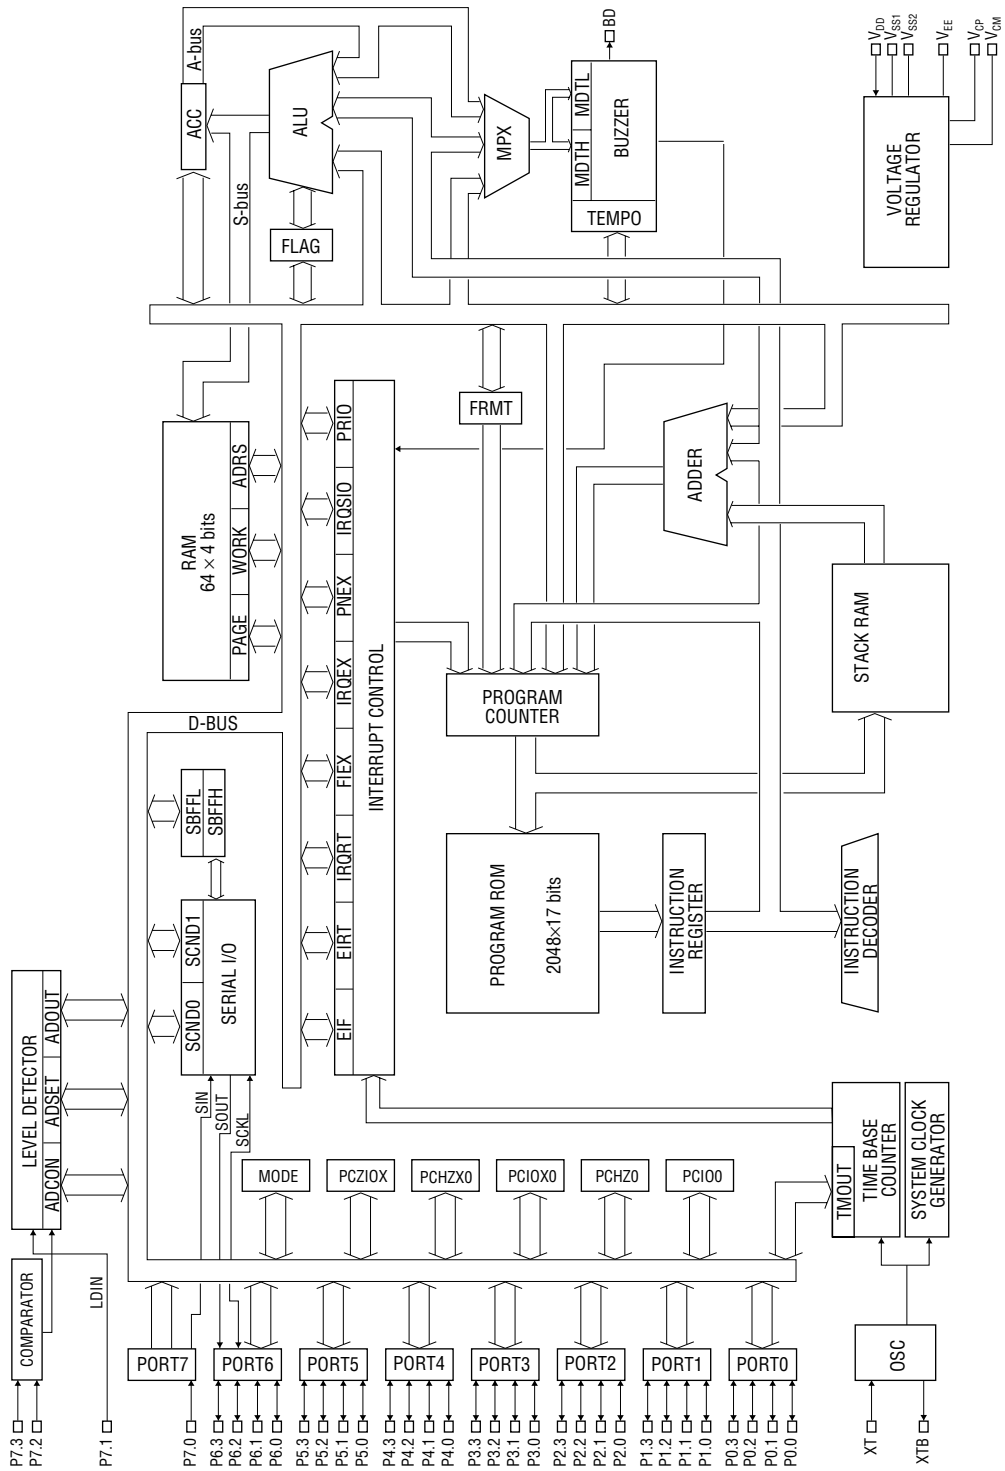 A-bus
ACC
S-bus
ALU
FLAG
MPX
MDTH
MDTL
TEMPO
BUZZER
BD
VOLTAGE
REGULATOR
VDD
VSS1
VSS2
VEE
VCP
VCM
RAM
64 × 4 bits
PAGE
WORK
ADRS
D-BUS
SBFFL
SBFFH
SCND0
SCND1
SERIAL I/O
SIN
SOUT
SCKL
EIF
EIRT
IRQRT
FIEX
IRQEX
PNEX
IRQSIO
PRIO
INTERRUPT CONTROL
FRMT
ADDER
PROGRAM
COUNTER
STACK RAM
PROGRAM ROM
2048×17 bits
INSTRUCTION
REGISTER
INSTRUCTION
DECODER
LEVEL DETECTOR
ADCON
ADSET
ADOUT
COMPARATOR
LDIN
MODE
PCZIOX
PCHZX0
PCIOX0
PCHZ0
PCIO0
TMOUT
TIME BASE
COUNTER
SYSTEM CLOCK
GENERATOR
OSC
XT
XTB
PORT7
PORT6
PORT5
PORT4
PORT3
PORT2
PORT1
PORT0
P7.3
P7.2
P7.1
P7.0
P6.3
P6.2
P6.1
P6.0
P5.3
P5.2
P5.1
P5.0
P4.3
P4.2
P4.1
P4.0
P3.3
P3.2
P3.1
P3.0
P2.3
P2.2
P2.1
P2.0
P1.3
P1.2
P1.1
P1.0
P0.3
P0.2
P0.1
P0.0